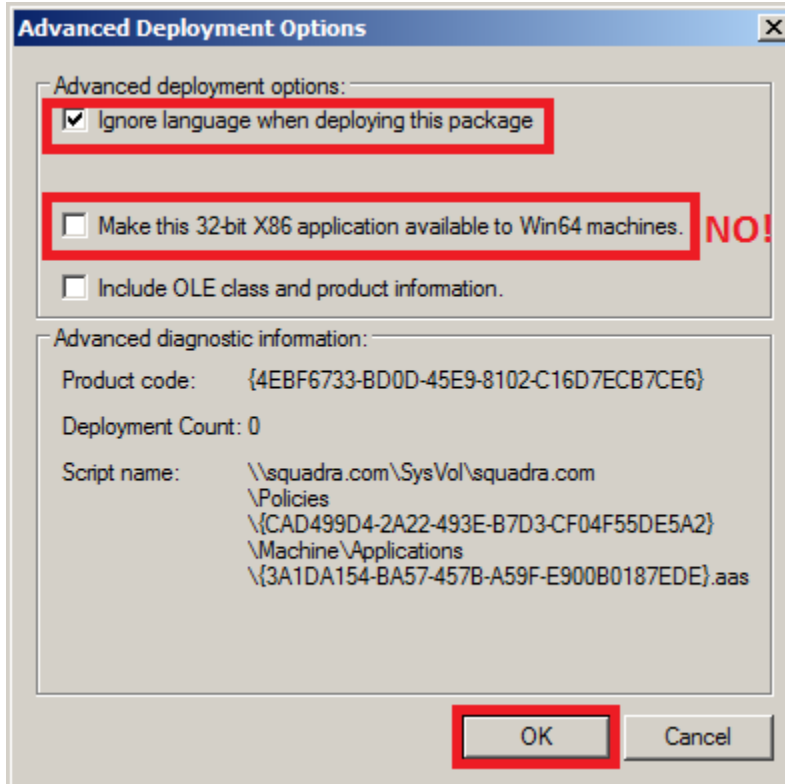 Advanced Deployment Options
Advanced deployment options:
Ignore language when deploying this package
Make this 32-bit X86 application available to Win64 machines. NO!
Include OLE class and product information.
Advanced diagnostic information:
Product code: {4EBF6733-BD0D-45E9-8102-C16D7ECB7CE6}
Deployment Count: 0
Script name: \\squadra.com\SysVol\squadra.com
\Policies
\{CAD499D4-2A22-493E-B7D3-CF04F55DE5A2}
\Machine\Applications
\{3A1DA154-BA57-457B-A59F-E900B0187EDE}.aas
OK Cancel